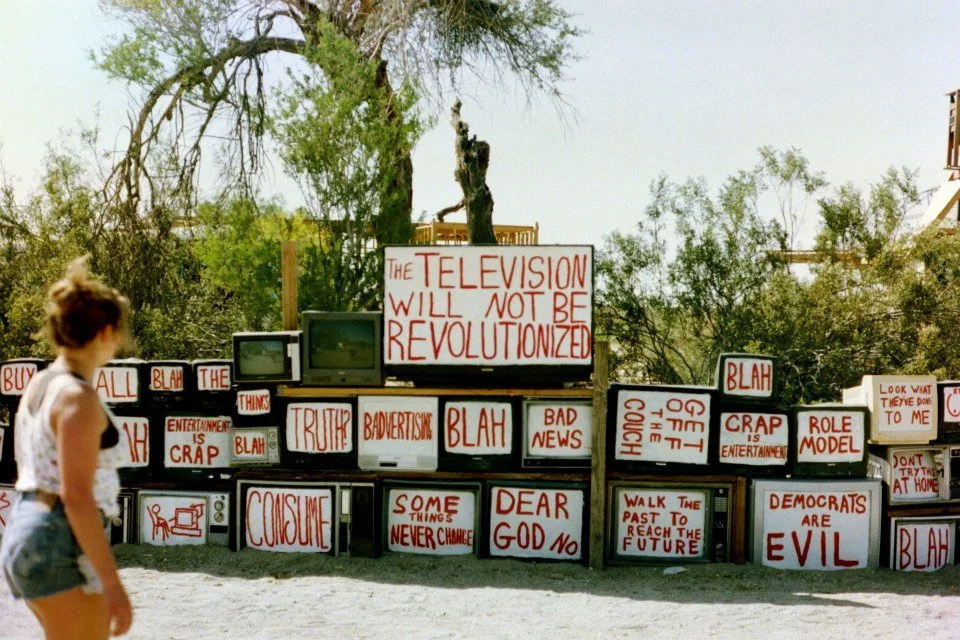 THE TELEVISION
WILL NOT BE
REVOLUTIONIZED
BUY
ALL
BLAH
THE
THINGS
BLAH
LOOK WHAT
THEY'VE DONE
TO ME
ENTERTAINMENT
IS
CRAP
BLAH
TRUTH?
BADVERTISING
BLAH
BAD
NEWS
GET
OFF
OF THE
COUCH
CRAP
IS
ENTERTAINMENT
ROLE
MODEL
DON'T
TRY THIS
AT HOME
CONSUME
SOME
THINGS
NEVER CHANGE
DEAR
GOD NO
WALK THE
PAST TO
REACH THE
FUTURE
DEMOCRATS
ARE
EVIL
BLAH